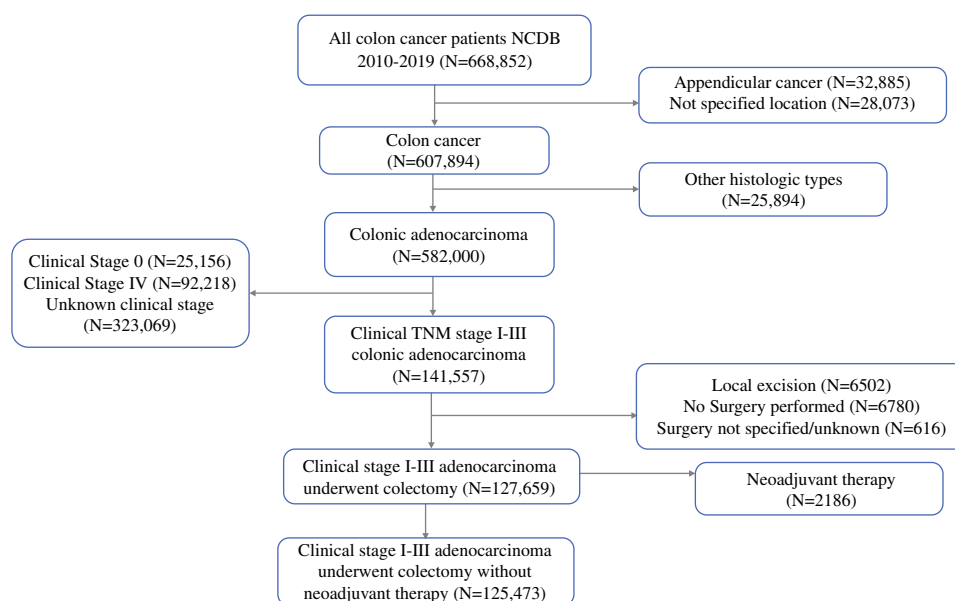 All colon cancer patients NCDB
2010-2019 (N=668,852)
Appendicular cancer (N=32,885)
Not specified location (N=28,073)
Colon cancer
(N=607,894)
Other histologic types
(N=25,894)
Colonic adenocarcinoma
(N=582,000)
Clinical Stage 0 (N=25,156)
Clinical Stage IV (N=92,218)
Unknown clinical stage
(N=323,069)
Clinical TNM stage I-III
colonic adenocarcinoma
(N=141,557)
Local excision (N=6502)
No Surgery performed (N=6780)
Surgery not specified/unknown (N=616)
Clinical stage I-III adenocarcinoma
underwent colectomy (N=127,659)
Neoadjuvant therapy
(N=2186)
Clinical stage I-III adenocarcinoma
underwent colectomy without
neoadjuvant therapy (N=125,473)